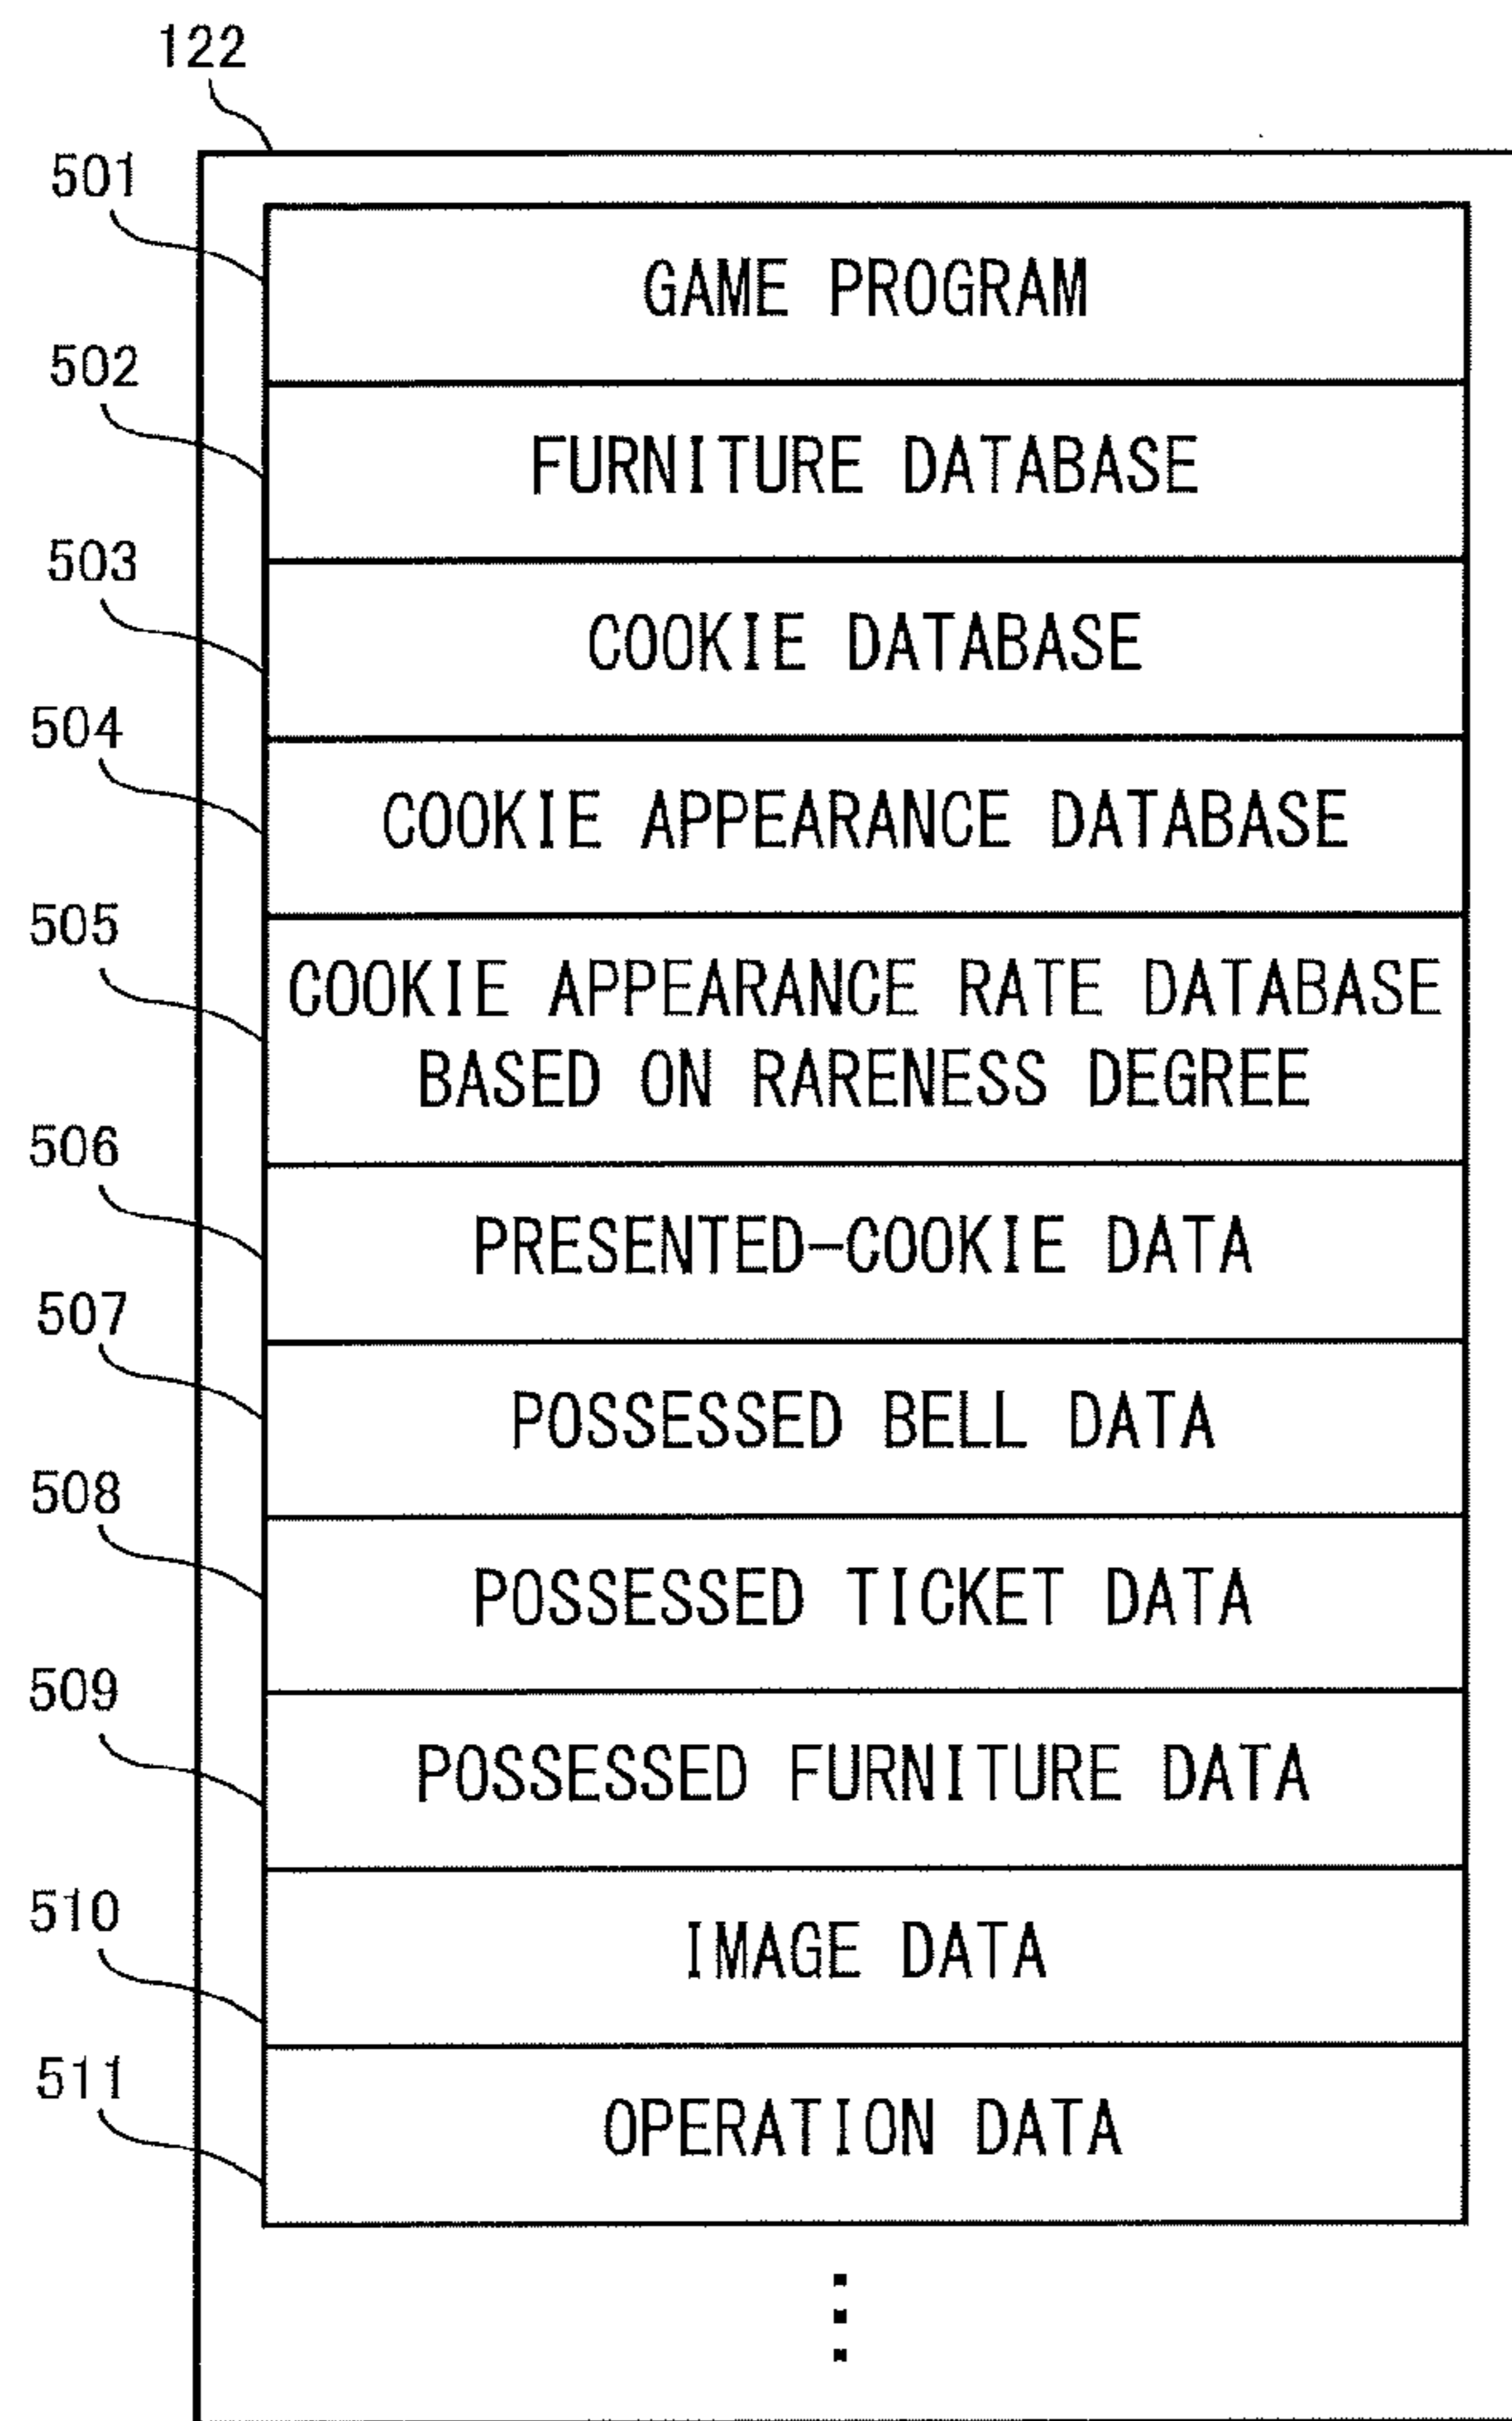 122
501
GAME PROGRAM
502
FURNITURE DATABASE
503
COOKIE DATABASE
504
COOKIE APPEARANCE DATABASE
505
COOKIE APPEARANCE RATE DATABASE
BASED ON RARENESS DEGREE
506
PRESENTED-COOKIE DATA
507
POSSESSED BELL DATA
508
POSSESSED TICKET DATA
509
POSSESSED FURNITURE DATA
510
IMAGE DATA
511
OPERATION DATA